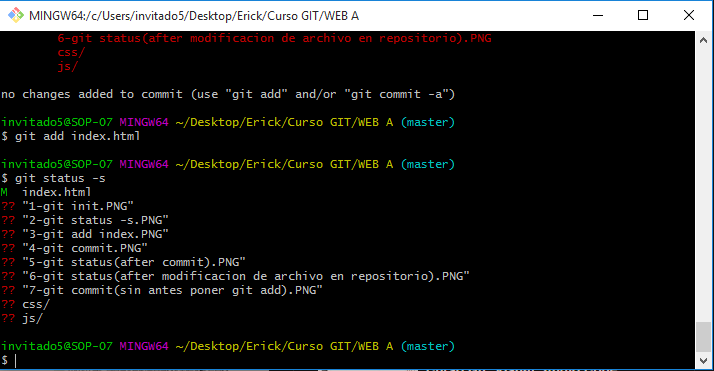 MINGW64:/c/Users/invitado5/Desktop/Erick/Curso GIT/WEB A
6-git status(after modificacion de archivo en repositorio).PNG
css/
js/
no changes added to commit (use "git add" and/or "git commit -a")
invitado5@SOP-07 MINGW64 ~/Desktop/Erick/Curso GIT/WEB A (master)
$ git add index.html
invitado5@SOP-07 MINGW64 ~/Desktop/Erick/Curso GIT/WEB A (master)
$ git status -s
M  index.html
?? "1-git init.PNG"
?? "2-git status -s.PNG"
?? "3-git add index.PNG"
?? "4-git commit.PNG"
?? "5-git status(after commit).PNG"
?? "6-git status(after modificacion de archivo en repositorio).PNG"
?? "7-git commit(sin antes poner git add).PNG"
?? css/
?? js/
invitado5@SOP-07 MINGW64 ~/Desktop/Erick/Curso GIT/WEB A (master)
$